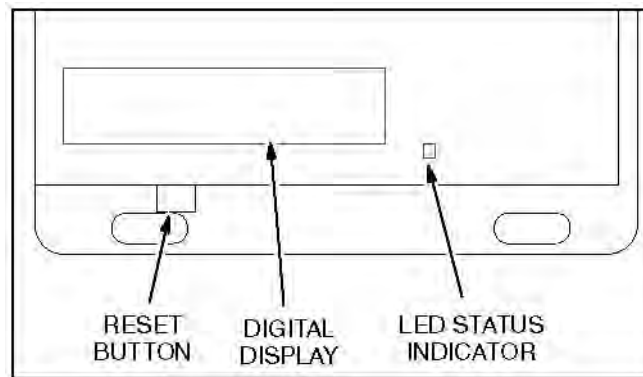 RESET
BUTTON
DIGITAL
DISPLAY
LED STATUS
INDICATOR